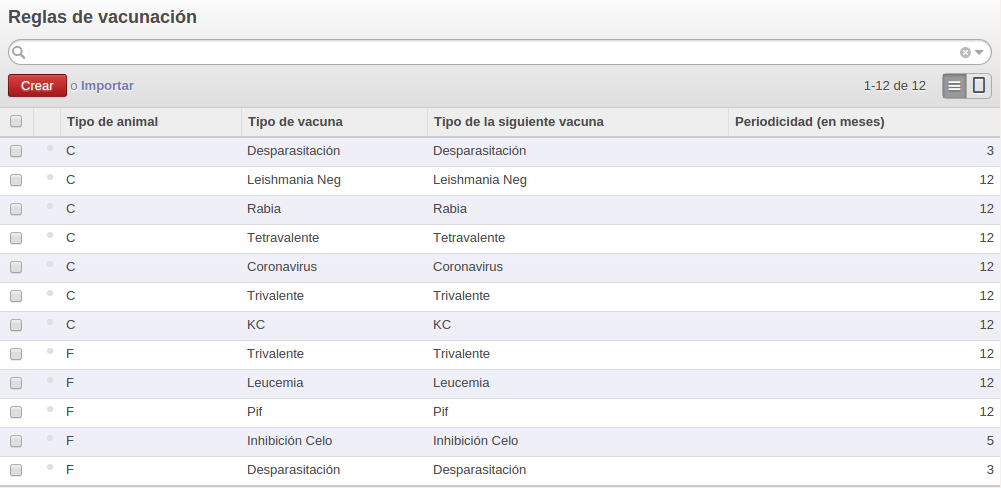 Reglas de vacunación
Crear o Importar 1-12 de 12
Tipo de animal Tipo de vacuna Tipo de la siguiente vacuna Periodicidad (en meses)
C Desparasitación Desparasitación 3
C Leishmania Neg Leishmania Neg 12
C Rabia Rabia 12
C Tetravalente Tetravalente 12
C Coronavirus Coronavirus 12
C Trivalente Trivalente 12
C KC KC 12
F Trivalente Trivalente 12
F Leucemia Leucemia 12
F Pif Pif 12
F Inhibición Celo Inhibición Celo 5
F Desparasitación Desparasitación 3